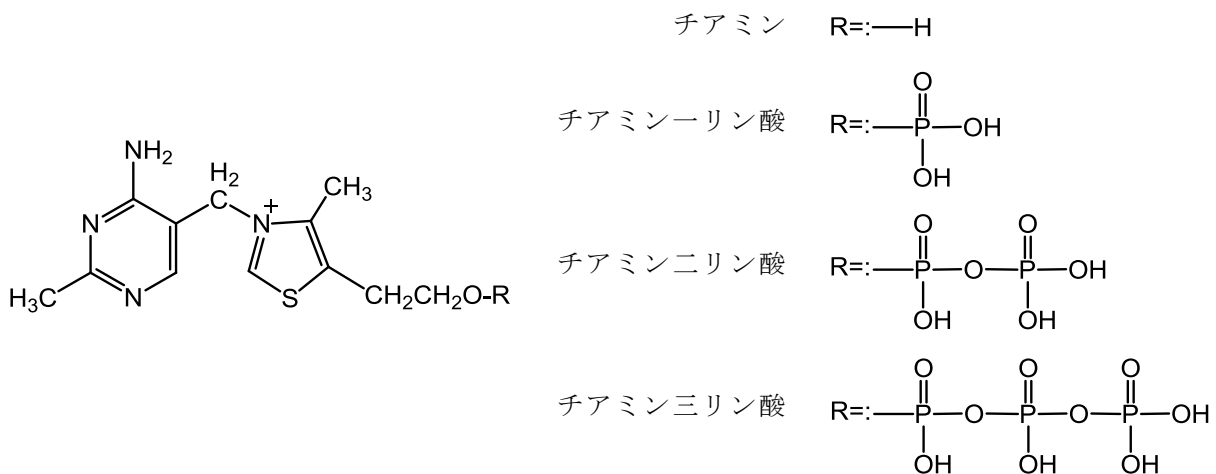 チアミン R=: H
チアミン一リン酸 R=: P O OH OH
チアミン二リン酸 R=: P O O P O OH OH OH
チアミン三リン酸 R=: P O O P O O P O OH OH OH OH
NH2 H2 C CH3
N N+
H3C N S CH2CH2O-R